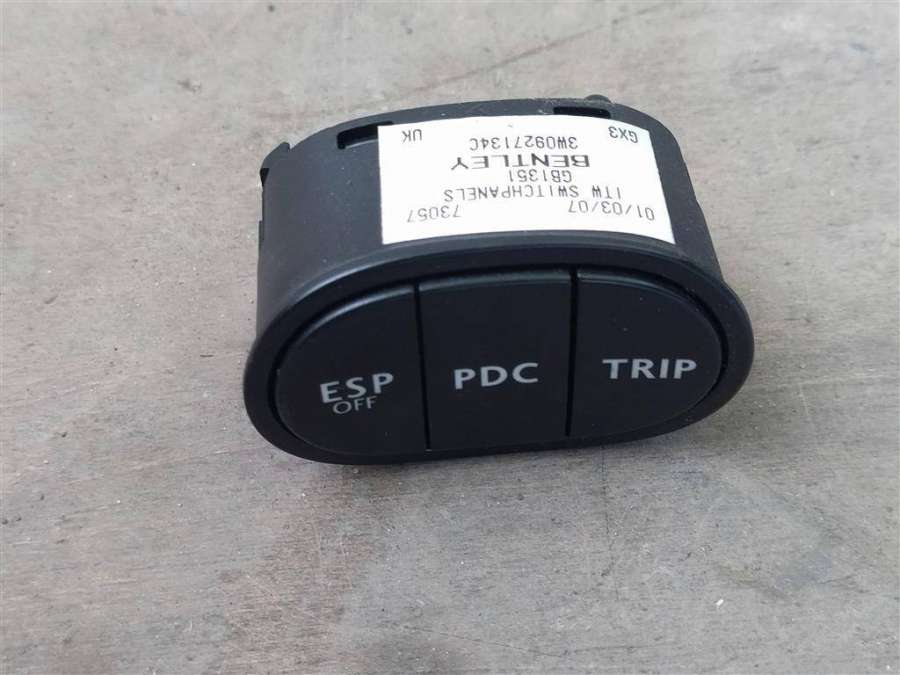 01/03/07 73057
ITW SWITCHPANELS
GB1351
BENTLEY
3W0927134C
GX3 UK
ESP
OFF
PDC
TRIP